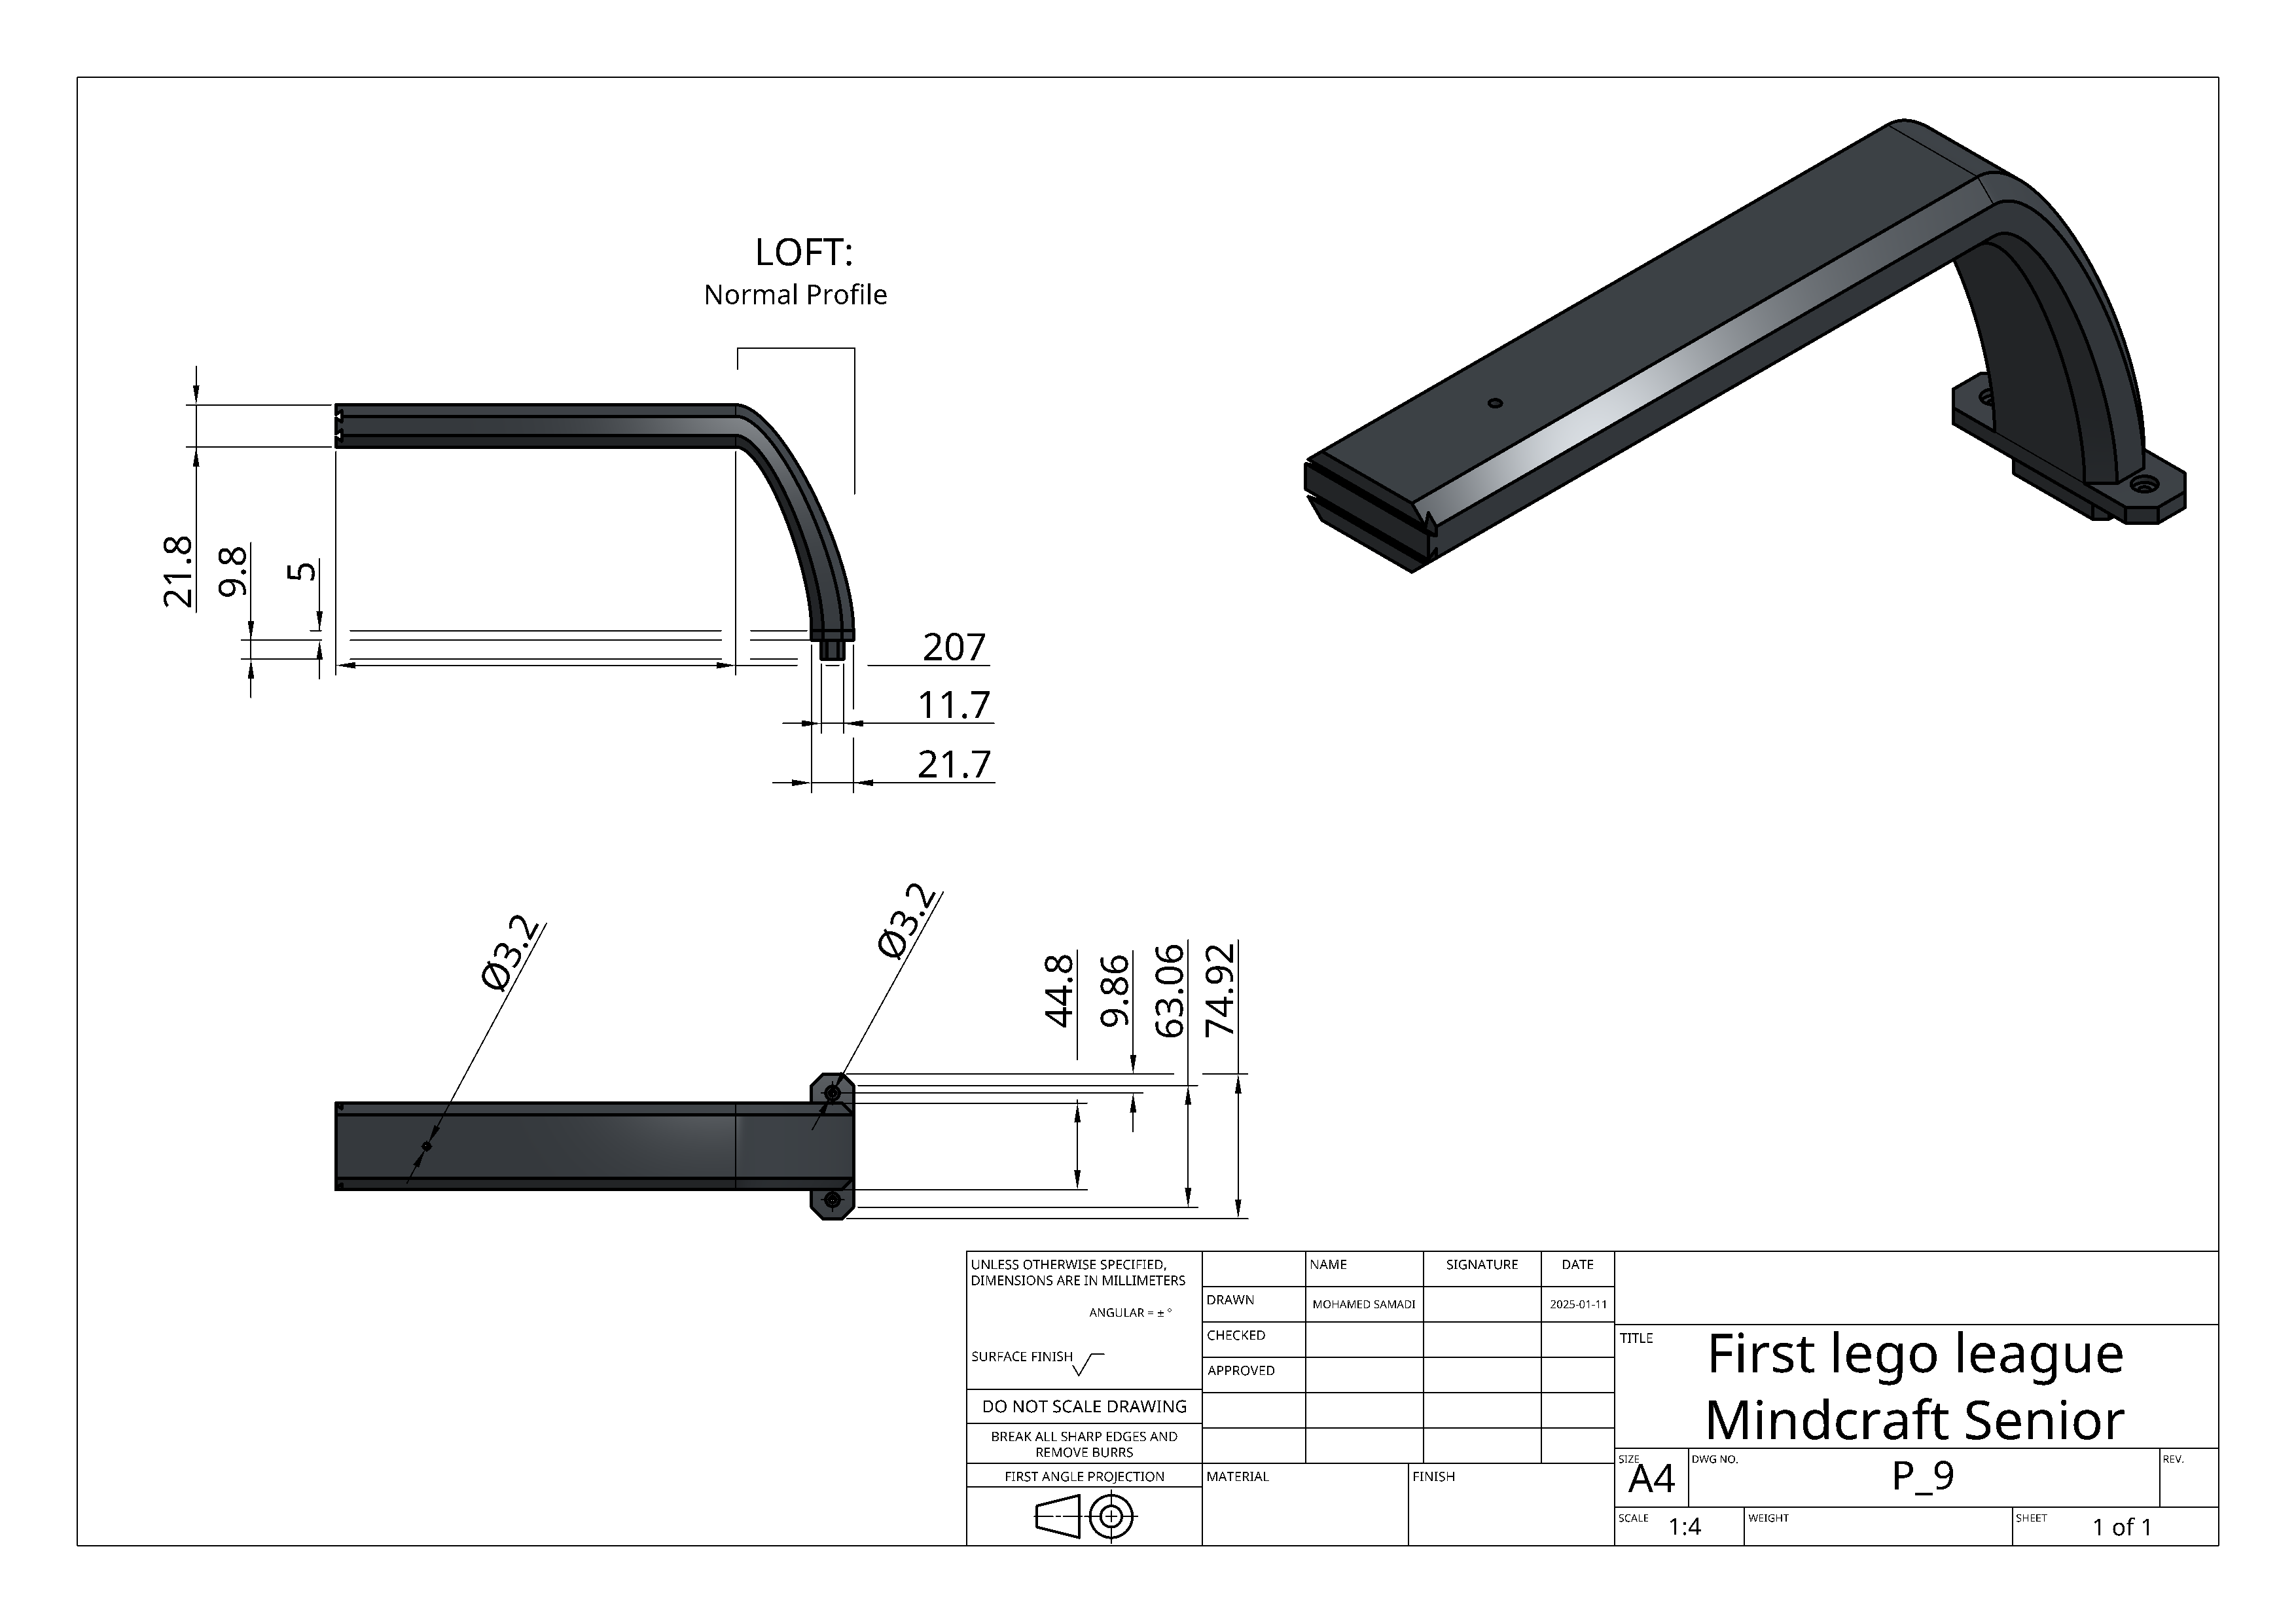 LOFT:
Normal Profile
21.8
9.8
5
207
11.7
21.7
Ø3.2
Ø3.2
44.8
9.86
63.06
74.92
UNLESS OTHERWISE SPECIFIED,
DIMENSIONS ARE IN MILLIMETERS
ANGULAR = ± °
SURFACE FINISH
DO NOT SCALE DRAWING
BREAK ALL SHARP EDGES AND
REMOVE BURRS
FIRST ANGLE PROJECTION
NAME SIGNATURE DATE
DRAWN MOHAMED SAMADI 2025-01-11
CHECKED
APPROVED
MATERIAL FINISH
TITLE First lego league
Mindcraft Senior
SIZE A4 DWG NO. P_9 REV.
SCALE 1:4 WEIGHT SHEET 1 of 1